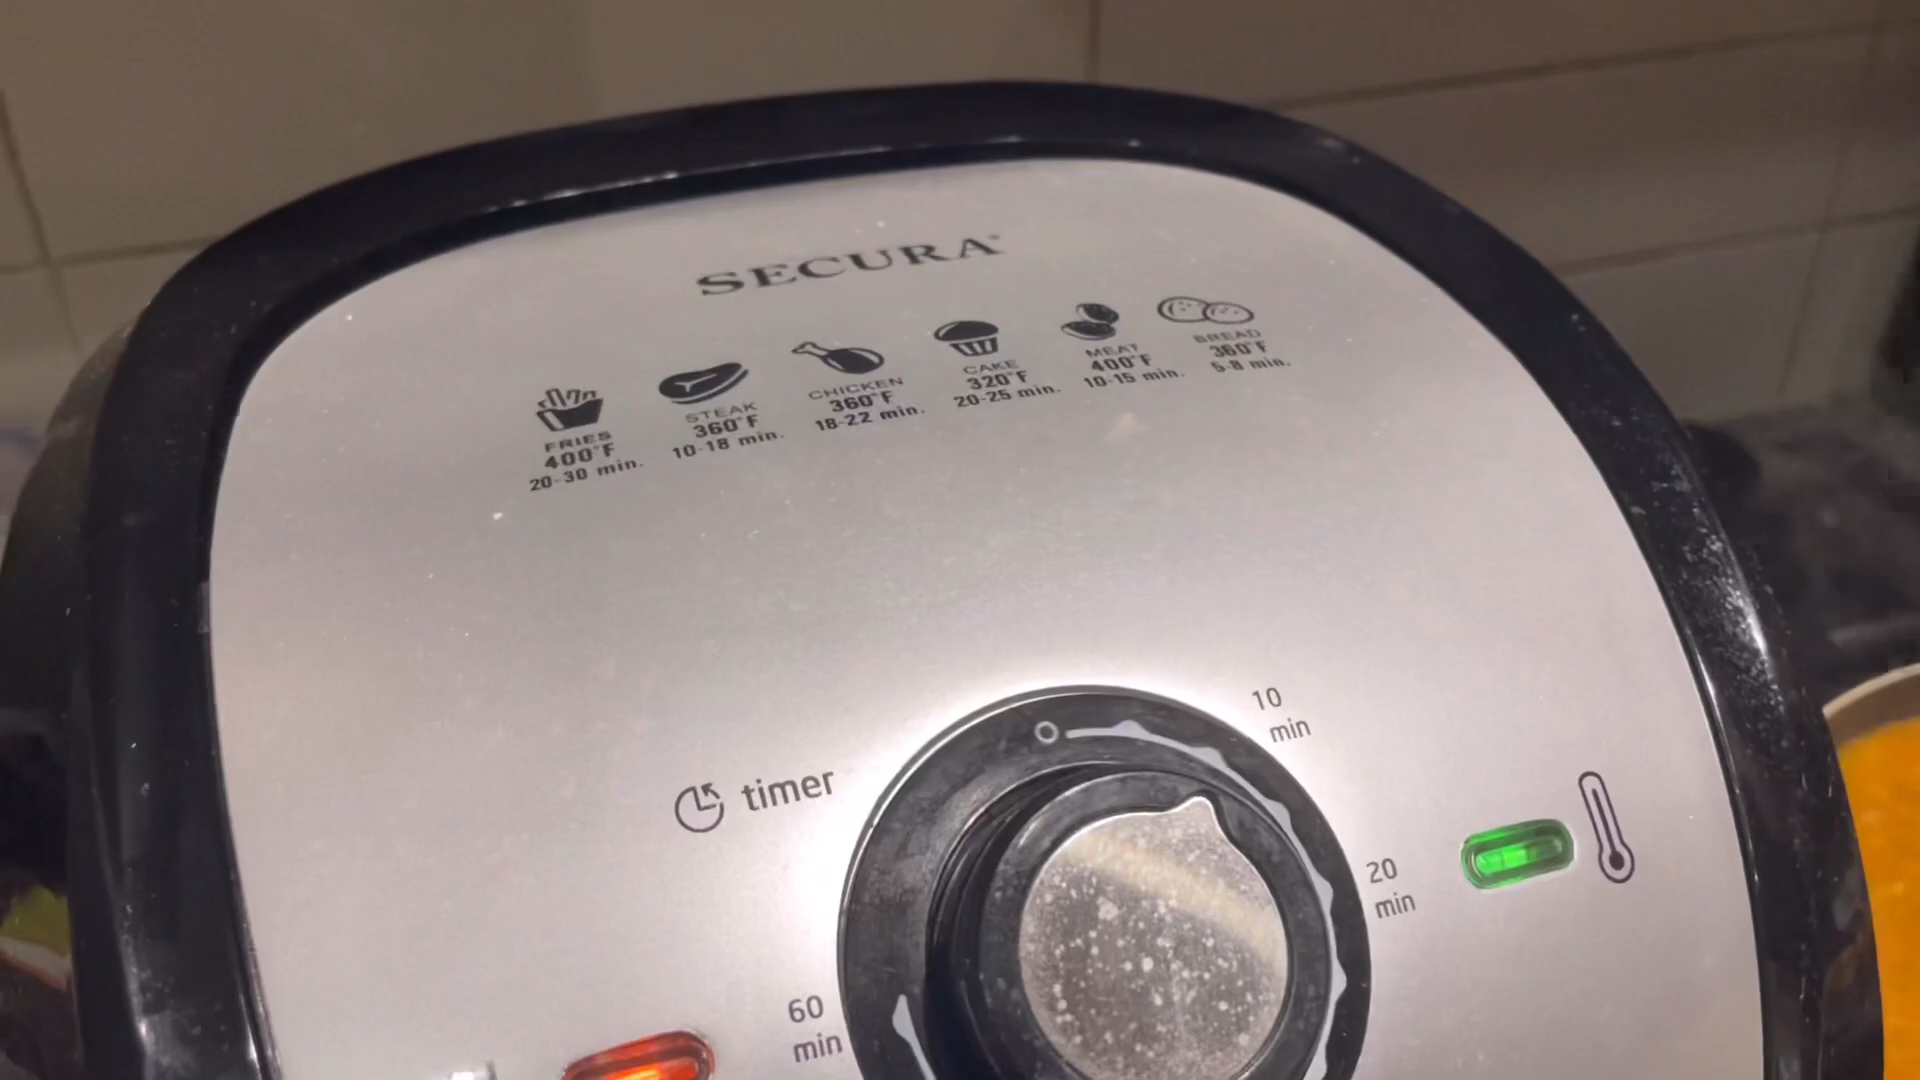 SECURA
FRIES
400°F
20-30 min.
STEAK
360°F
10-18 min.
CHICKEN
360°F
18-22 min.
CAKE
320°F
20-25 min.
MEAT
400°F
10-15 min.
BREAD
360°F
5-8 min.
timer
10
min
20
min
60
min